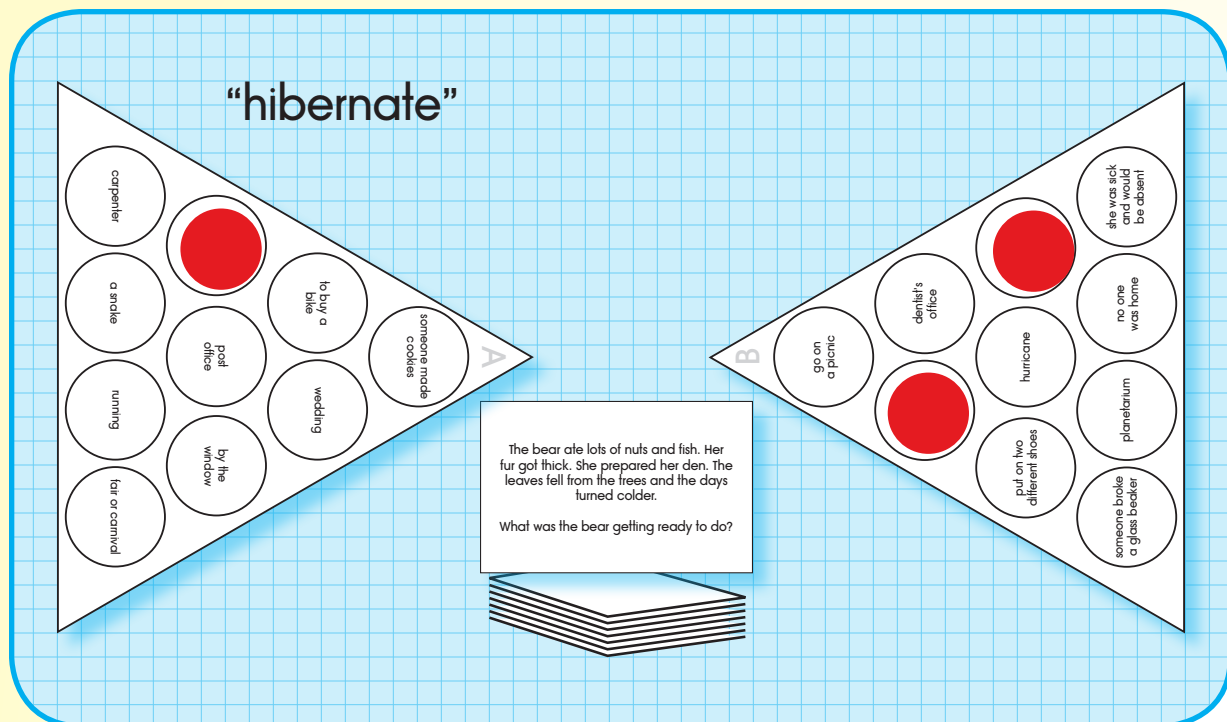 “hibernate”
carpenter
a snake
running
fair or carnival
post
office
by the
window
to buy a
bike
wedding
someone made
cookies
A
B
go on
a picnic
dentist's
office
hurricane
put on two
different shoes
she was sick
and would
be absent
no one
was home
planetarium
someone broke
a glass beaker
The bear ate lots of nuts and fish. Her
fur got thick. She prepared her den. The
leaves fell from the trees and the days
turned colder.
What was the bear getting ready to do?